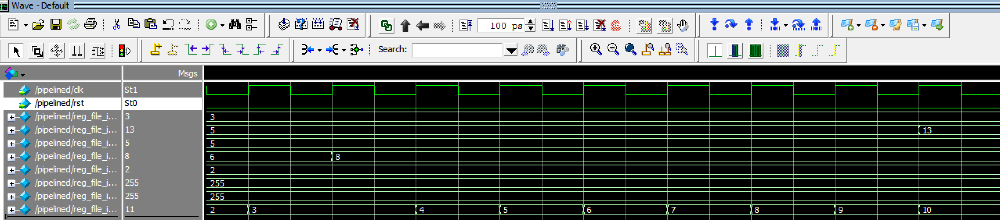 Wave - Default
100 ps
Search:
Msgs
/pipelined/clk St1
/pipelined/rst St0
/pipelined/reg_file_i... 3 3
/pipelined/reg_file_i... 13 5 13
/pipelined/reg_file_i... 5 5
/pipelined/reg_file_i... 8 6 8
/pipelined/reg_file_i... 2 2
/pipelined/reg_file_i... 255 255
/pipelined/reg_file_i... 255 255
/pipelined/reg_file_i... 11 2 3 4 5 6 7 8 9 10